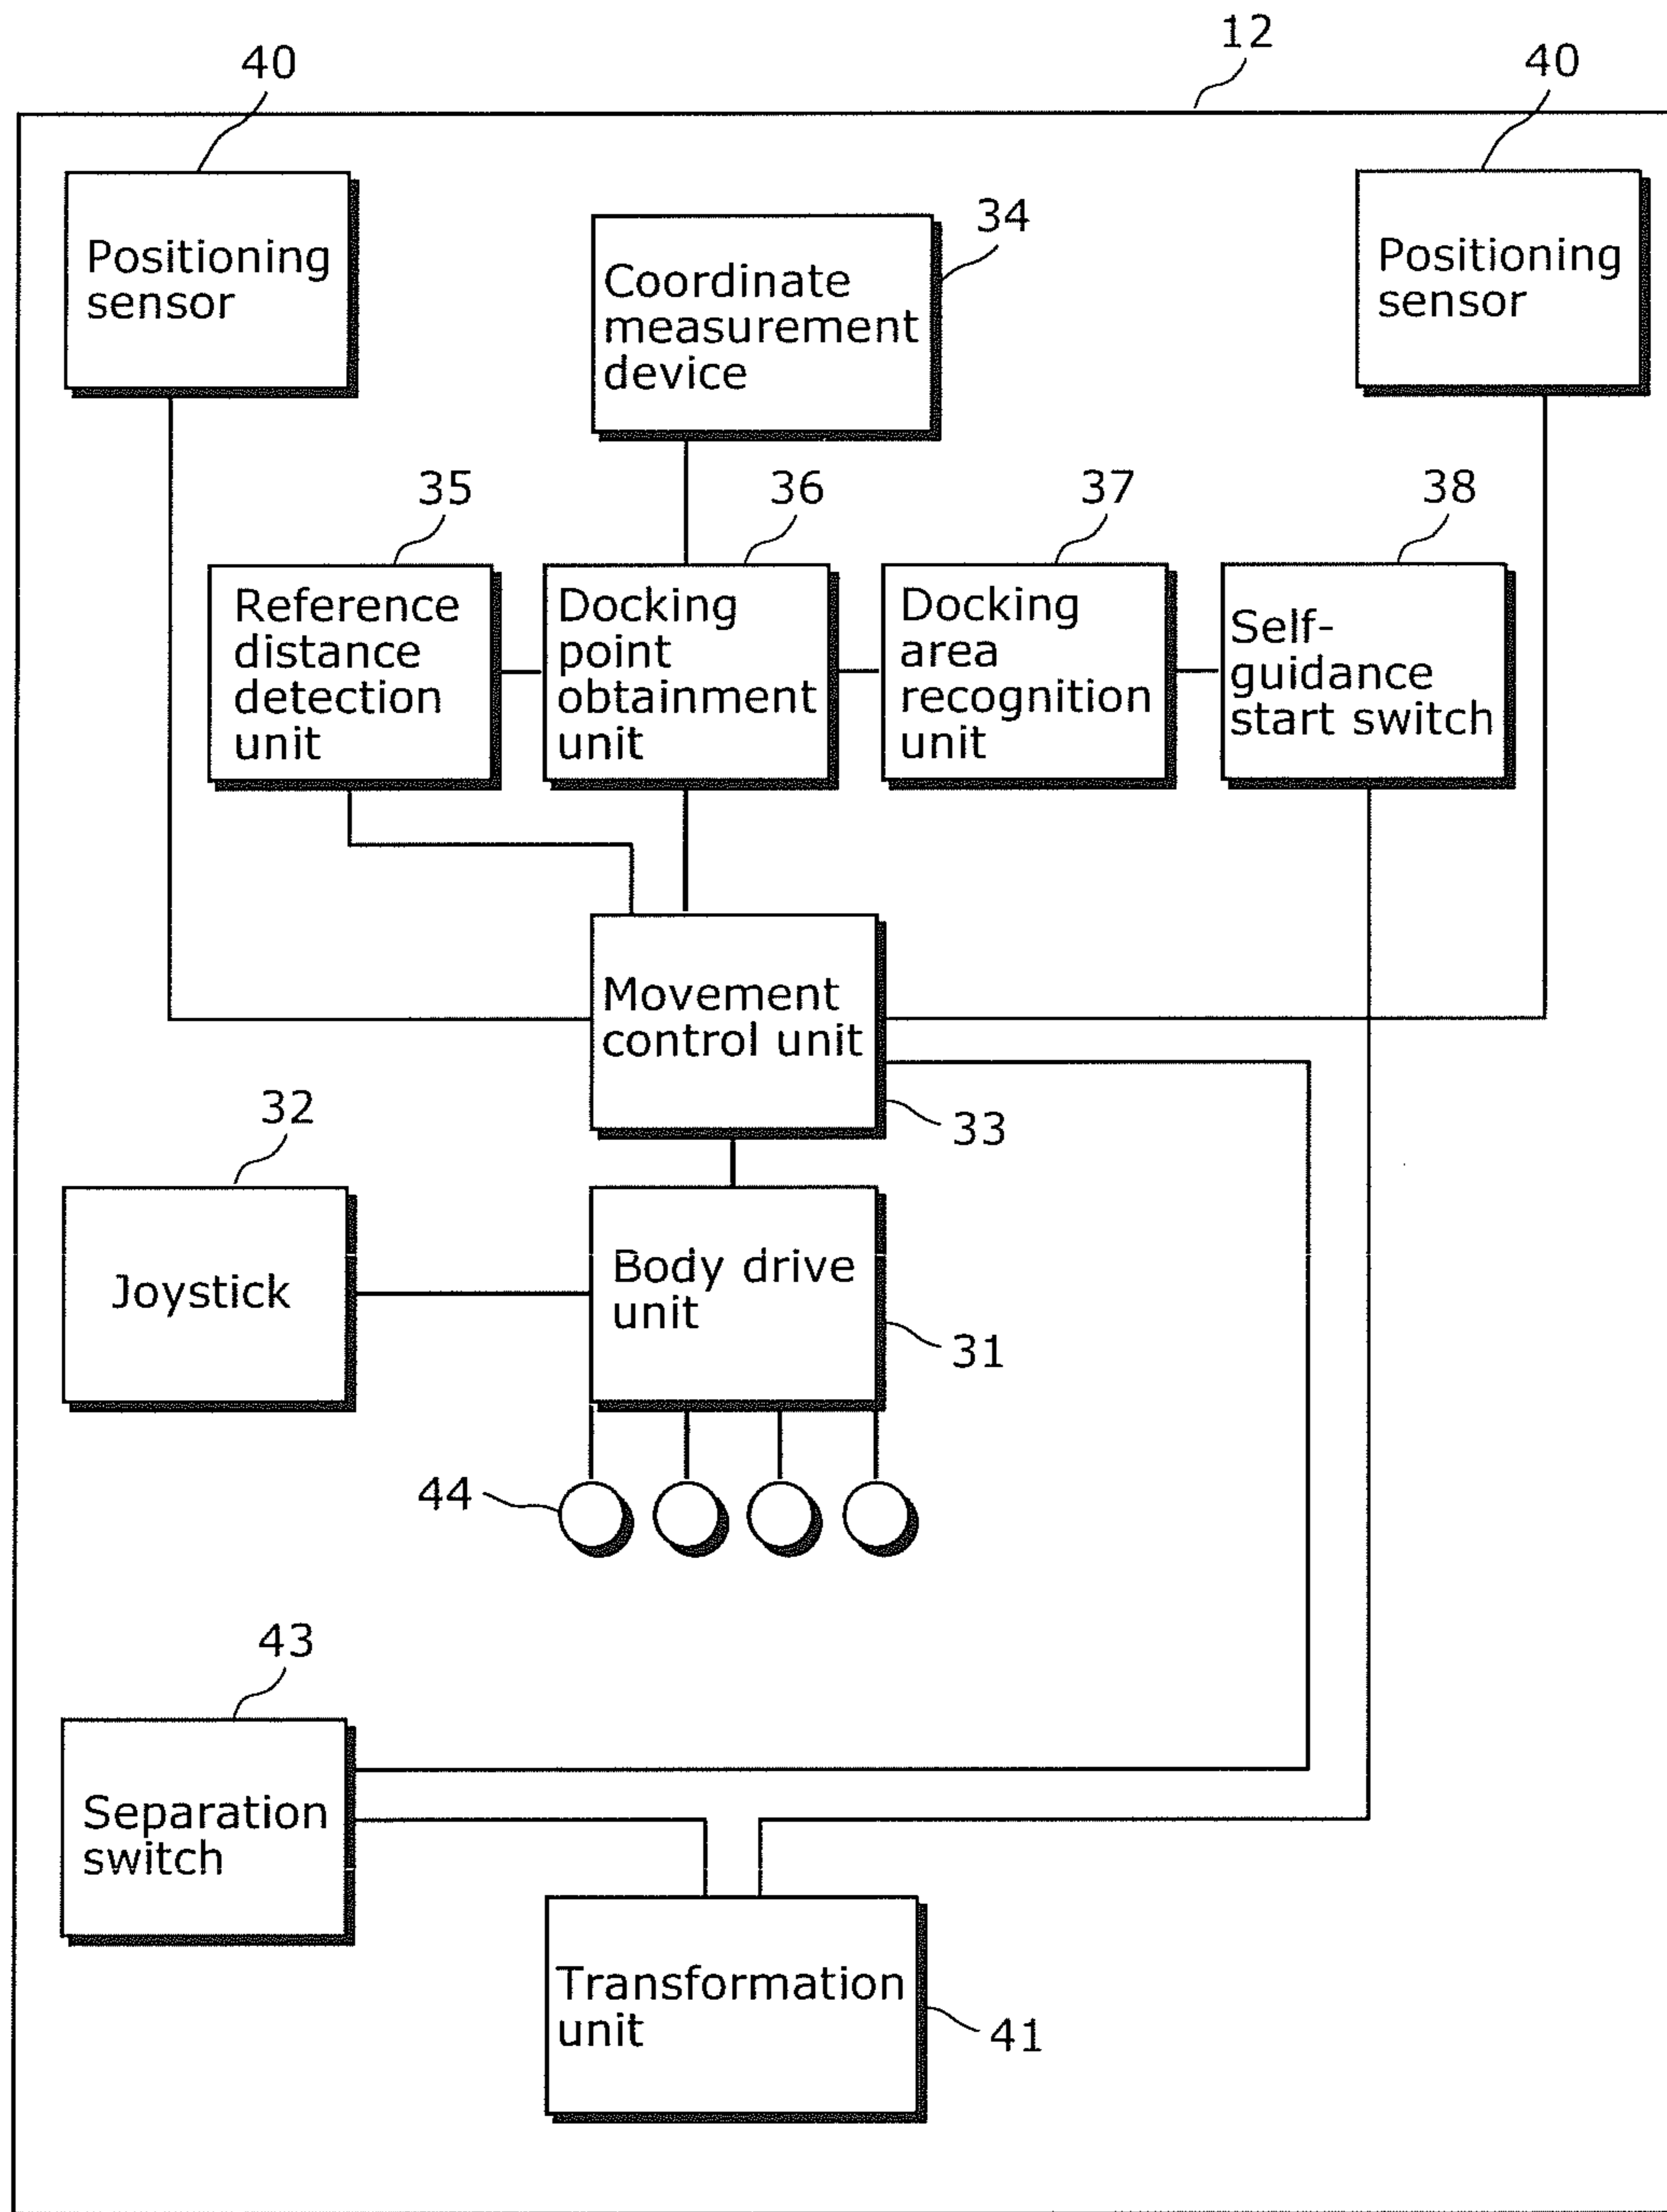 12
40
40
Positioning
sensor
34
Coordinate
measurement
device
Positioning
sensor
35
36
37
38
Reference
distance
detection
unit
Docking
point
obtainment
unit
Docking
area
recognition
unit
Self-
guidance
start switch
Movement
control unit
33
32
Joystick
Body drive
unit
31
44
43
Separation
switch
Transformation
unit
41